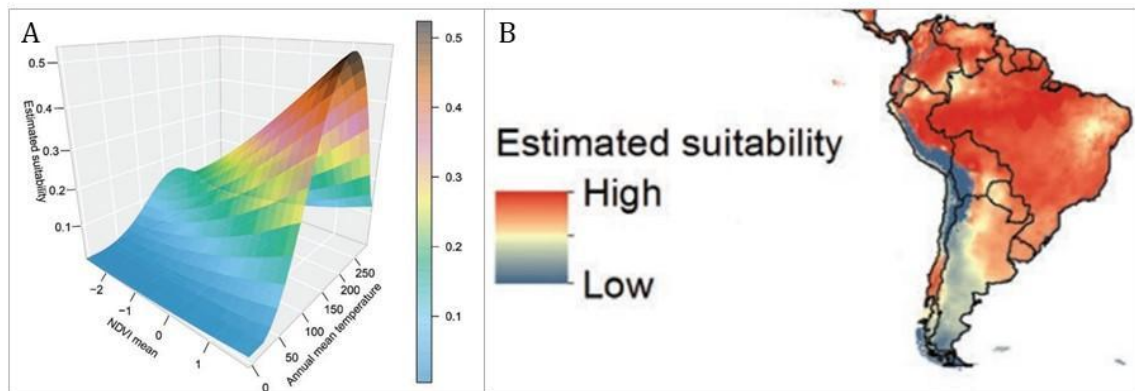 A
0.5
0.4
0.3
0.2
0.1
Estimated suitability
−2
−1
0
1
NDVI mean
0
50
100
150
200
250
Annual mean temperature
0.5
0.4
0.3
0.2
0.1
B
Estimated suitability
High
Low